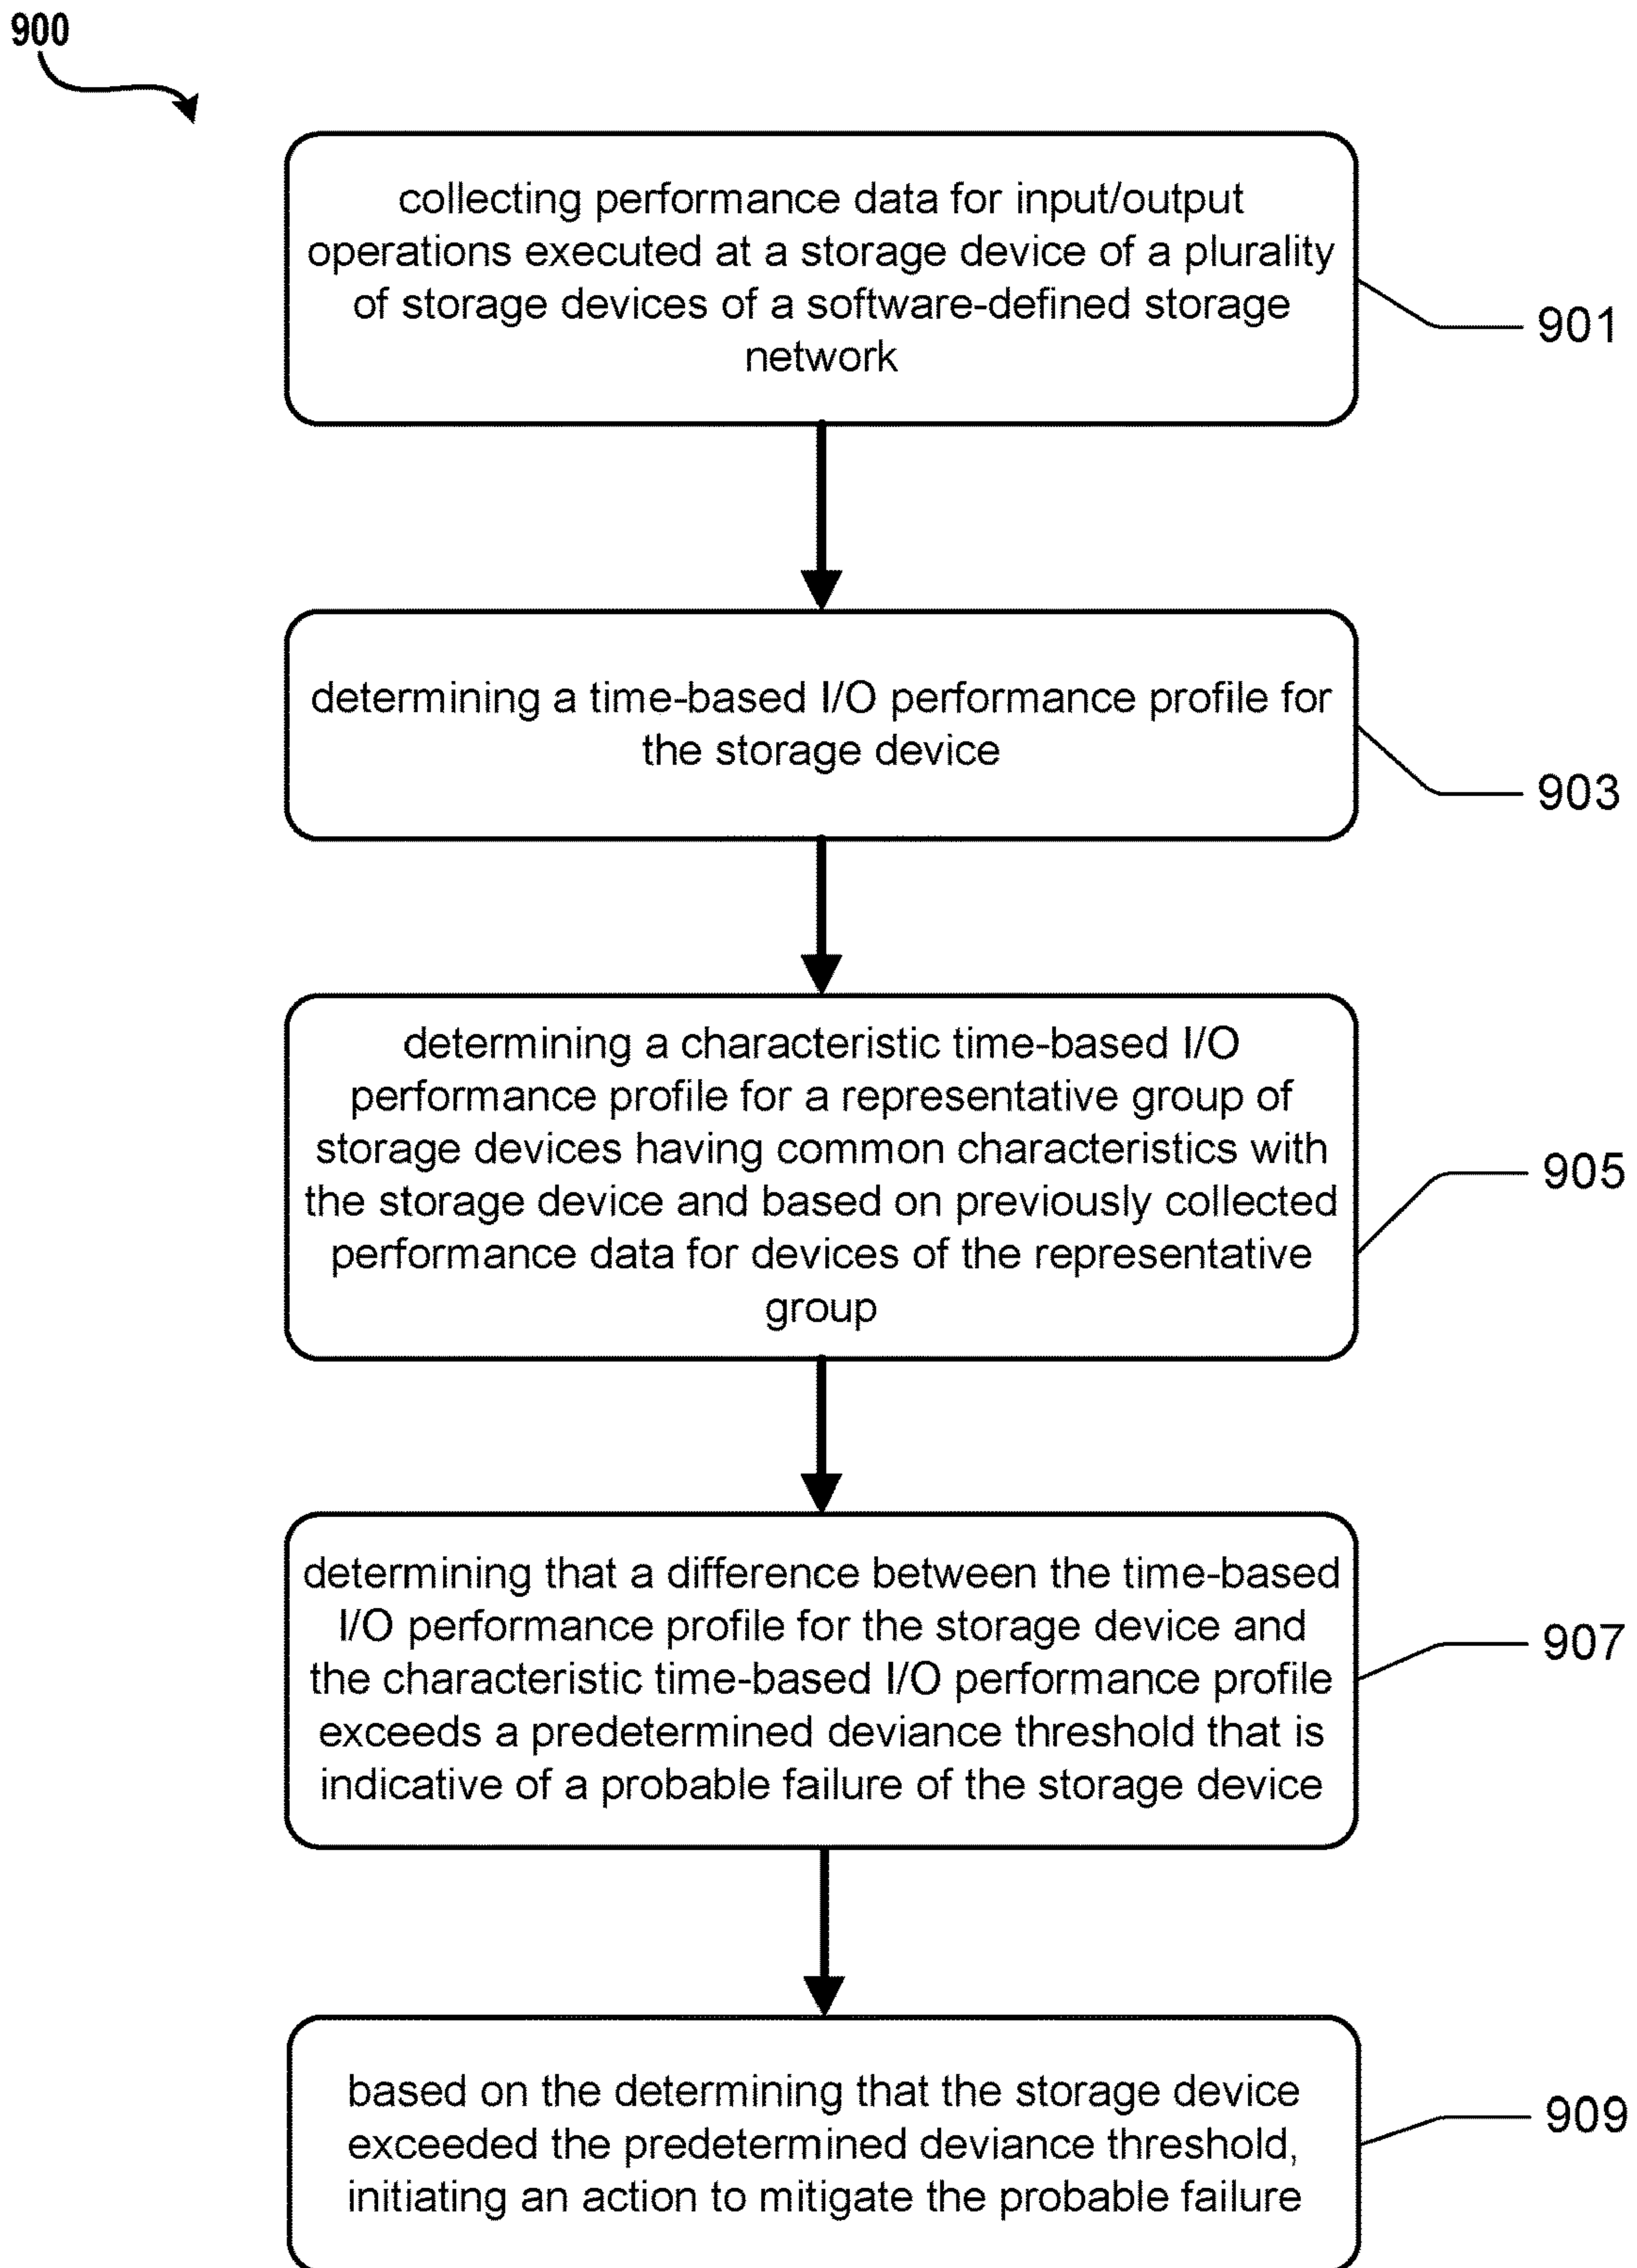 900
collecting performance data for input/output
operations executed at a storage device of a plurality
of storage devices of a software-defined storage
network
901
determining a time-based I/O performance profile for
the storage device
903
determining a characteristic time-based I/O
performance profile for a representative group of
storage devices having common characteristics with
the storage device and based on previously collected
performance data for devices of the representative
group
905
determining that a difference between the time-based
I/O performance profile for the storage device and
the characteristic time-based I/O performance profile
exceeds a predetermined deviance threshold that is
indicative of a probable failure of the storage device
907
based on the determining that the storage device
exceeded the predetermined deviance threshold,
initiating an action to mitigate the probable failure
909